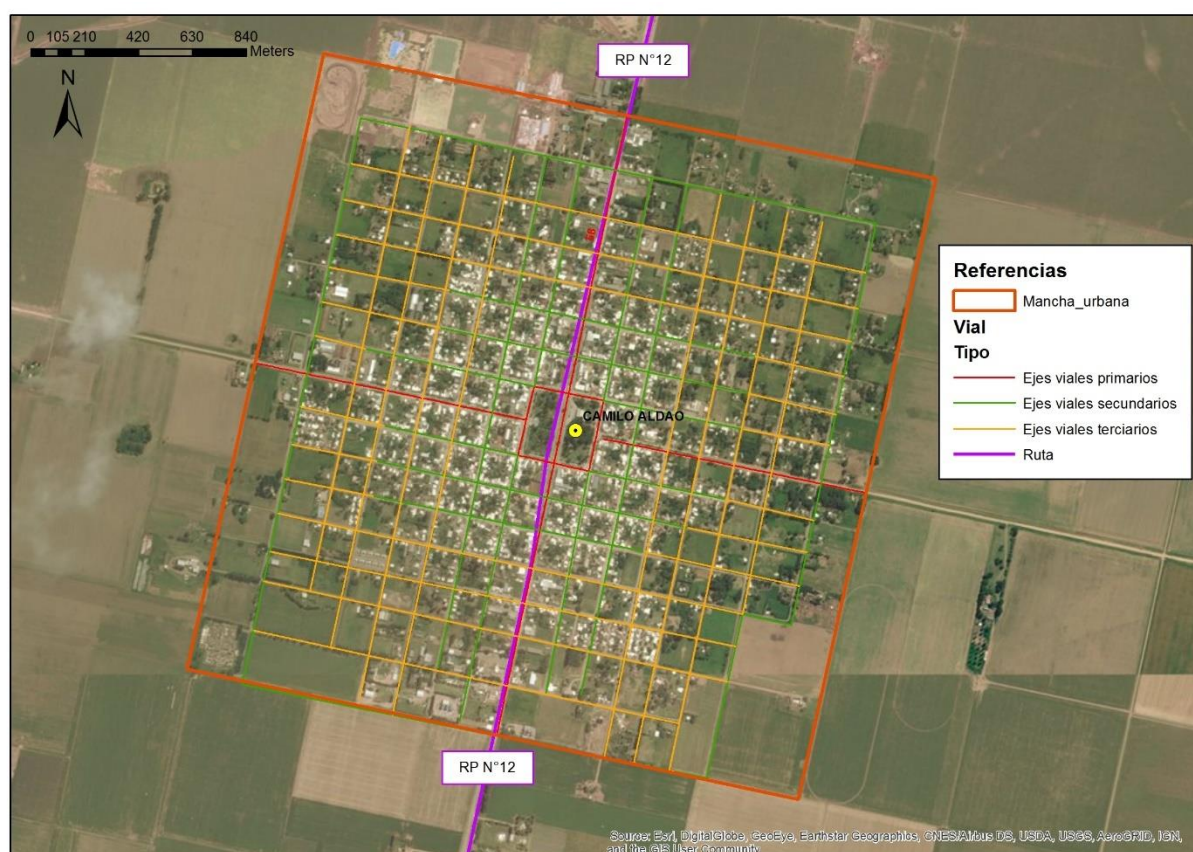 0 105 210 420 630 840
Meters
N
RP N°12
CAMILO ALDAO
Referencias
Mancha_urbana
Vial
Tipo
Ejes viales primarios
Ejes viales secundarios
Ejes viales terciarios
Ruta
RP N°12
Source: Esri, DigitalGlobe, GeoEye, Earthstar Geographics, CNES/Airbus DS, USDA, USGS, AeroGRID, IGN,
and the GIS User Community